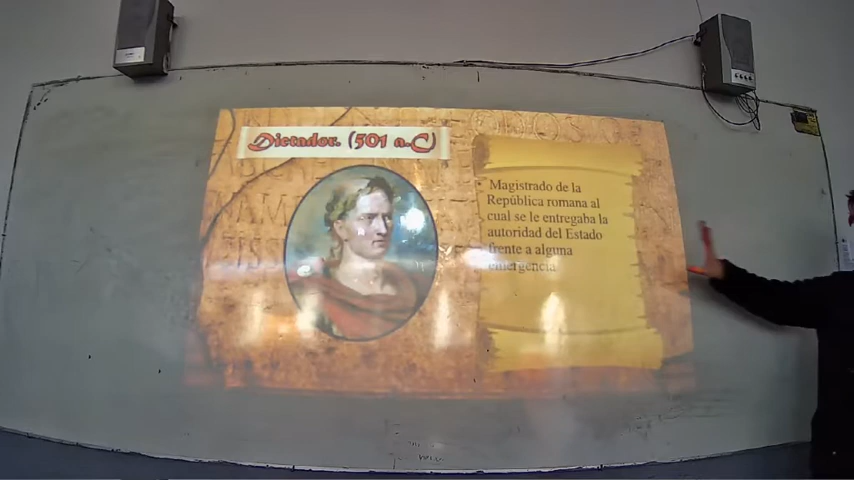 Dictador. (501 a.C)
Magistrado de la
República romana al
cual se le entregaba la
autoridad del Estado
frente a alguna
emergencia